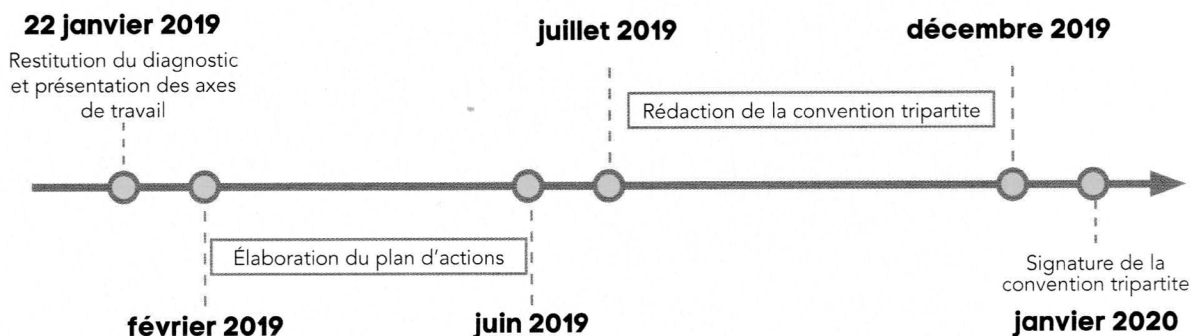 22 janvier 2019
Restitution du diagnostic
et présentation des axes
de travail
juillet 2019
décembre 2019
Rédaction de la convention tripartite
Élaboration du plan d'actions
février 2019
juin 2019
Signature de la
convention tripartite
janvier 2020